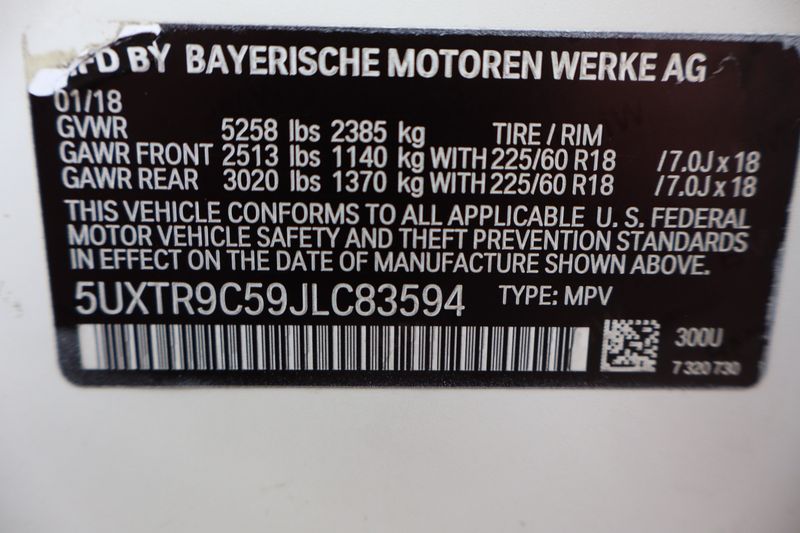 MFD BY BAYERISCHE MOTOREN WERKE AG
01/18
GVWR 5258 lbs 2385 kg TIRE / RIM
GAWR FRONT 2513 lbs 1140 kg WITH 225/60 R18 /7.0J x 18
GAWR REAR 3020 lbs 1370 kg WITH 225/60 R18 /7.0J x 18
THIS VEHICLE CONFORMS TO ALL APPLICABLE U. S. FEDERAL
MOTOR VEHICLE SAFETY AND THEFT PREVENTION STANDARDS
IN EFFECT ON THE DATE OF MANUFACTURE SHOWN ABOVE.
5UXTR9C59JLC83594 TYPE: MPV
300U
7 320 730